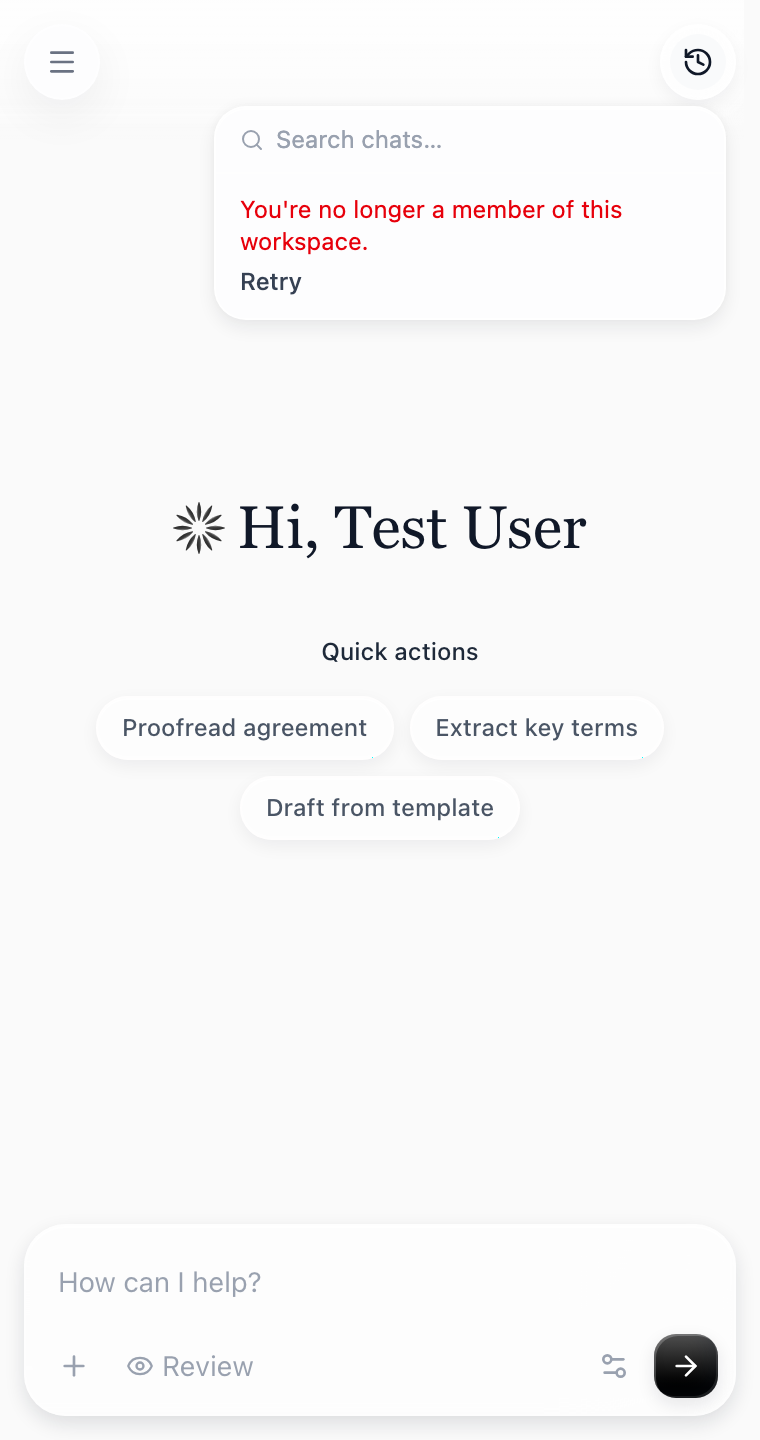 Search chats...
You're no longer a member of this
workspace.
Retry
Hi, Test User
Quick actions
Proofread agreement
Extract key terms
Draft from template
How can I help?
Review